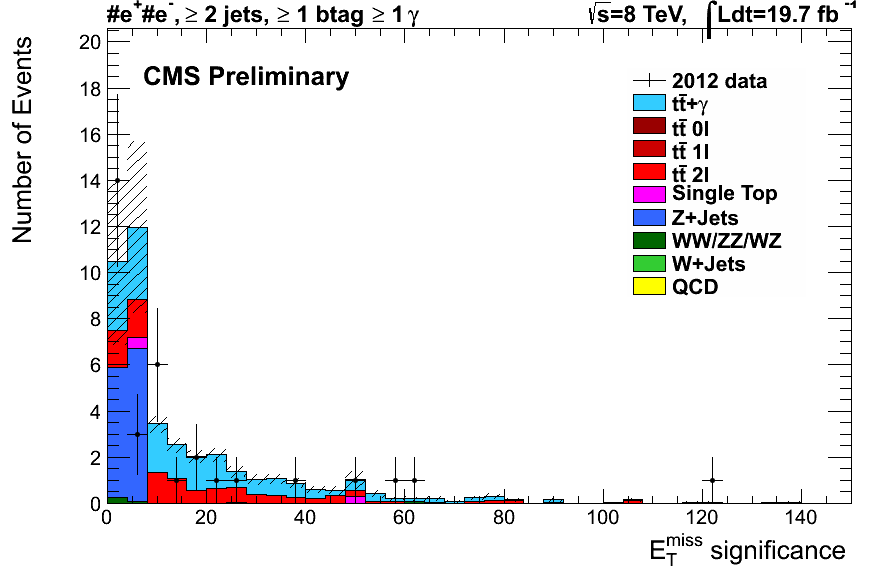 #e⁺#e⁻, ≥ 2 jets, ≥ 1 btag ≥ 1 γ
√s=8 TeV, ∫Ldt=19.7 fb⁻¹
CMS Preliminary
Number of Events
20
18
16
14
12
10
8
6
4
2
0
2012 data
tt̄+γ
tt̄ 0l
tt̄ 1l
tt̄ 2l
Single Top
Z+Jets
WW/ZZ/WZ
W+Jets
QCD
0 20 40 60 80 100 120 140
E_T^miss significance